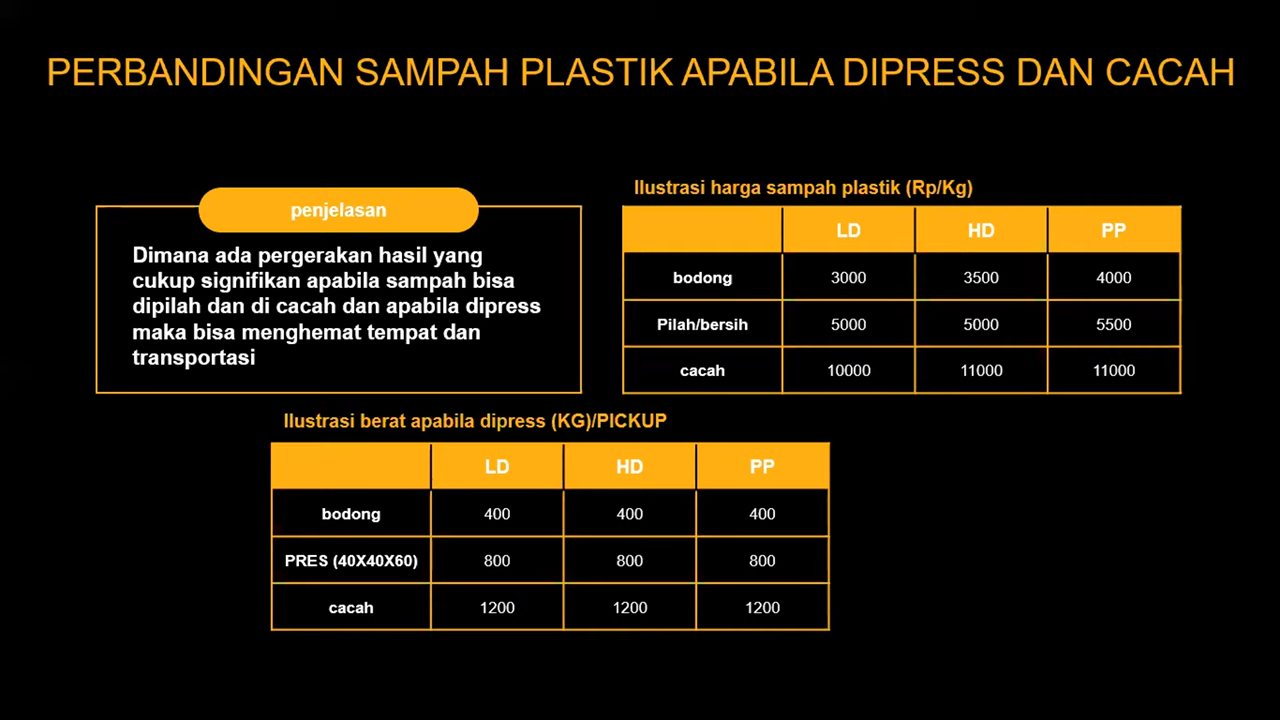 PERBANDINGAN SAMPAH PLASTIK APABILA DIPRESS DAN CACAH
penjelasan
Dimana ada pergerakan hasil yang
cukup signifikan apabila sampah bisa
dipilah dan di cacah dan apabila dipress
maka bisa menghemat tempat dan
transportasi
Ilustrasi harga sampah plastik (Rp/Kg)
LD HD PP
bodong 3000 3500 4000
Pilah/bersih 5000 5000 5500
cacah 10000 11000 11000
Ilustrasi berat apabila dipress (KG)/PICKUP
LD HD PP
bodong 400 400 400
PRES (40X40X60) 800 800 800
cacah 1200 1200 1200